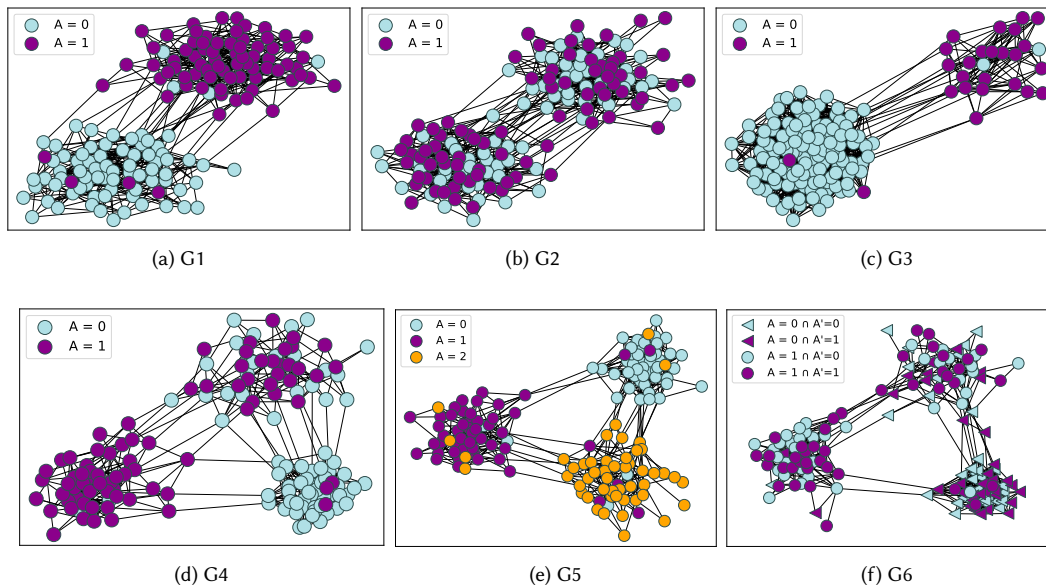 A = 0
A = 1
A = 0
A = 1
A = 0
A = 1
(a) G1
(b) G2
(c) G3
A = 0
A = 1
A = 0
A = 1
A = 2
A = 0 ∩ A'=0
A = 0 ∩ A'=1
A = 1 ∩ A'=0
A = 1 ∩ A'=1
(d) G4
(e) G5
(f) G6